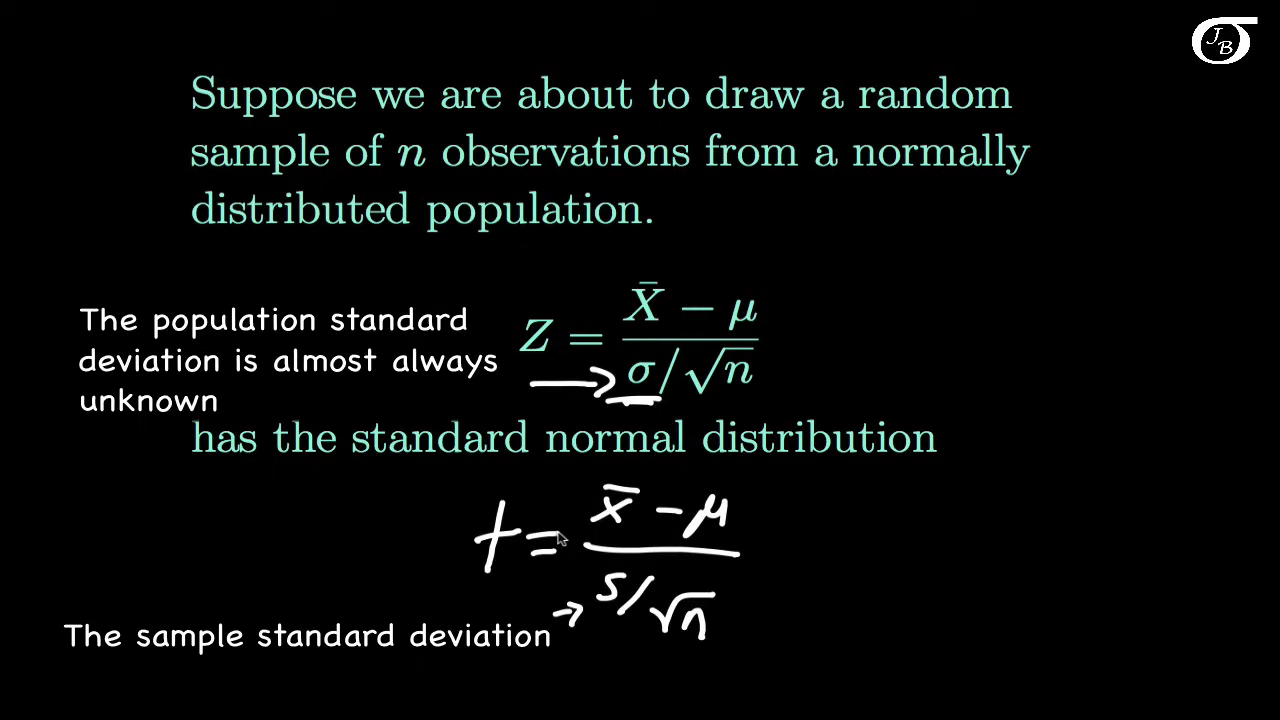 JB
Suppose we are about to draw a random
sample of n observations from a normally
distributed population.
The population standard
deviation is almost always
unknown
Z = (X̄ − μ) / (σ/√n)
has the standard normal distribution
t = (x̄ − μ) / (s/√n)
The sample standard deviation